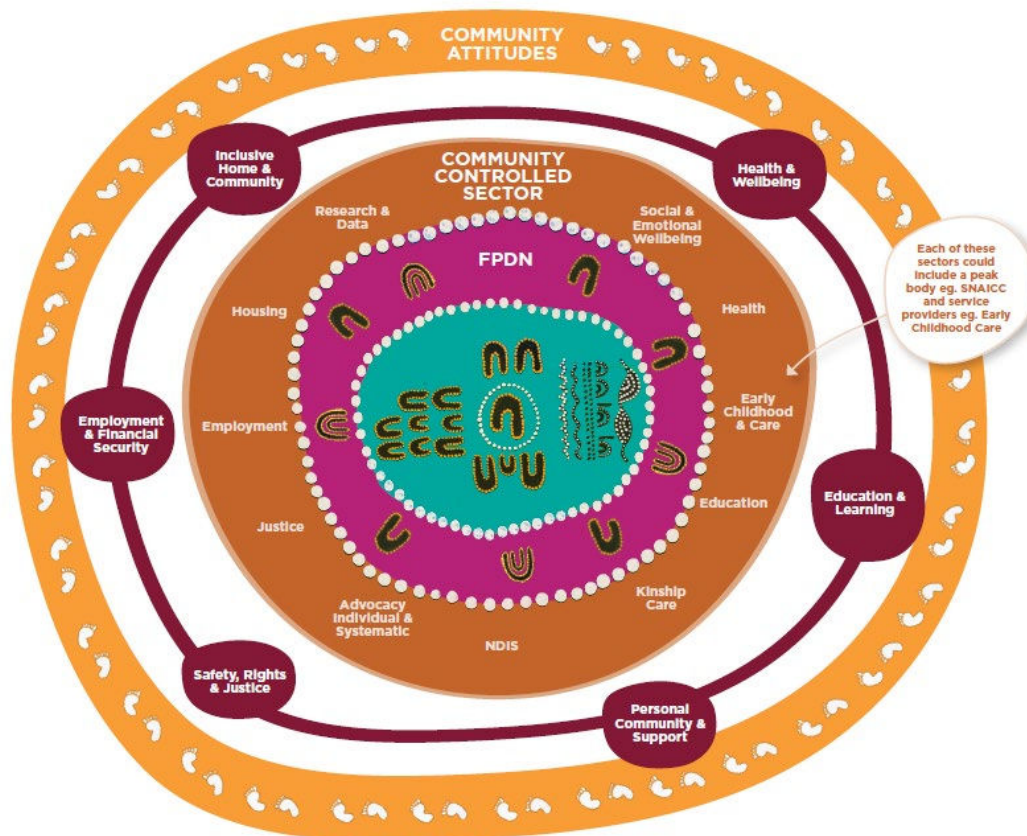 COMMUNITY
ATTITUDES
Inclusive
Home &
Community
Health &
Wellbeing
COMMUNITY
CONTROLLED
SECTOR
Research &
Data
Social &
Emotional
Wellbeing
FPDN
Each of these
sectors could
include a peak
body eg. SNAICC
and service
providers eg. Early
Childhood Care
Housing
Health
Employment
& Financial
Security
Employment
Early
Childhood
& Care
Education &
Learning
Education
Justice
Kinship
Care
Advocacy
Individual &
Systematic
NDIS
Safety, Rights
& Justice
Personal
Community &
Support